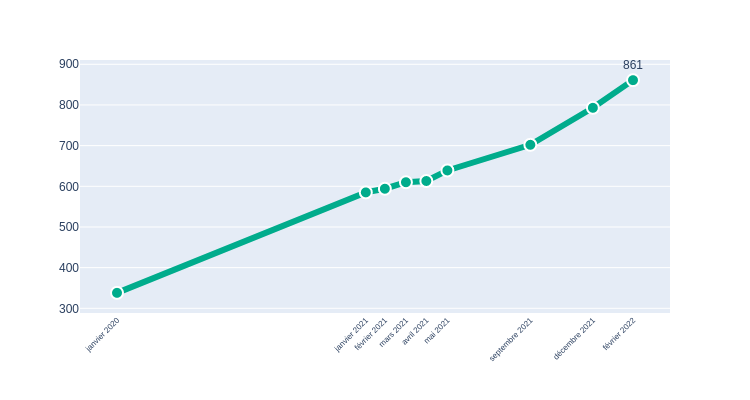 861
900
800
700
600
500
400
300
janvier 2020
janvier 2021
février 2021
mars 2021
avril 2021
mai 2021
septembre 2021
décembre 2021
février 2022